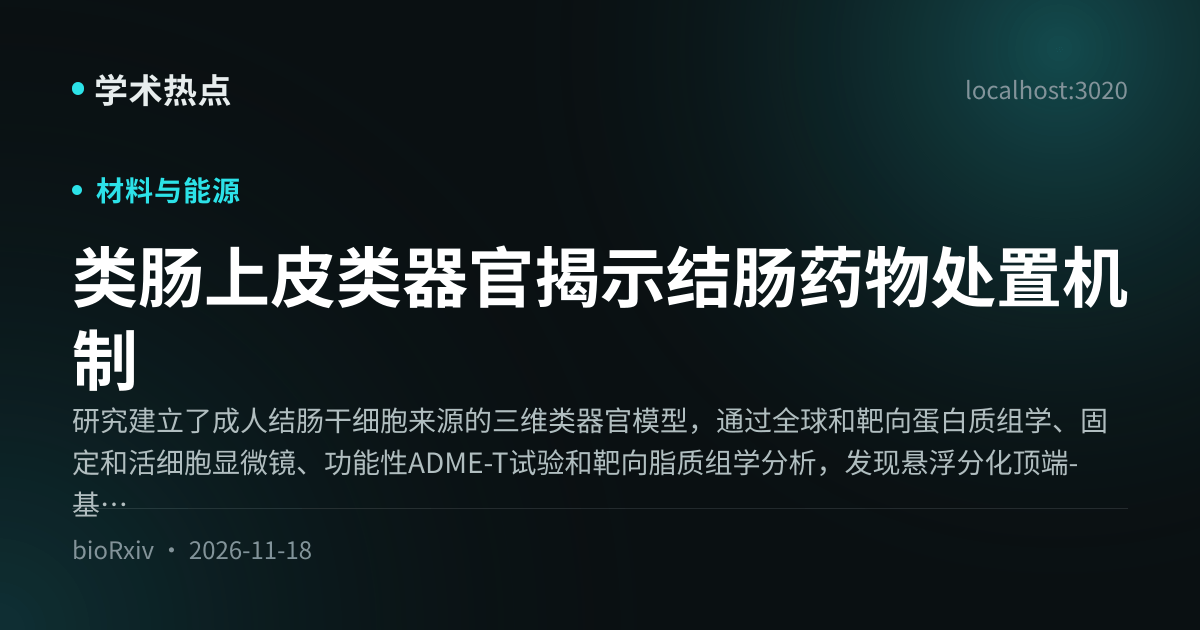 学术热点
localhost:3020
材料与能源
类肠上皮类器官揭示结肠药物处置机
制
研究建立了成人结肠干细胞来源的三维类器官模型，通过全球和靶向蛋白质组学、固
定和活细胞显微镜、功能性ADME-T试验和靶向脂质组学分析，发现悬浮分化顶端-
基…
bioRxiv • 2026-11-18